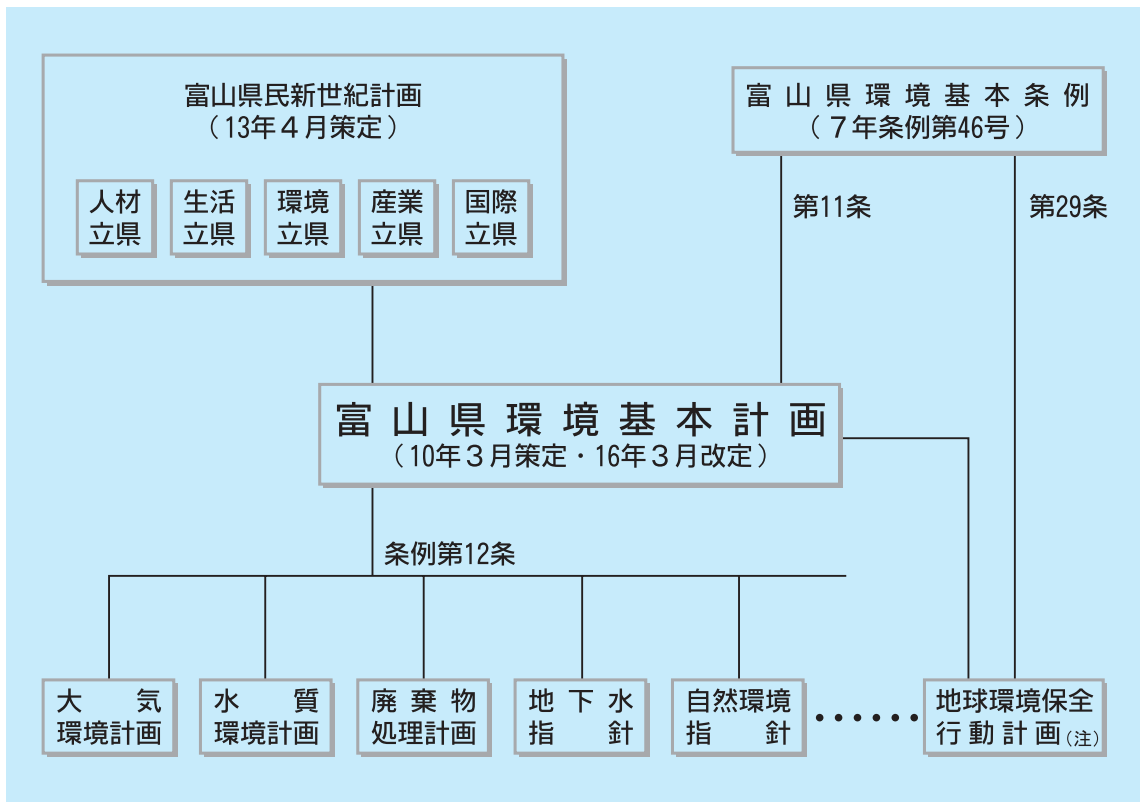 富山県民新世紀計画
（13年４月策定）
人材
立県
生活
立県
環境
立県
産業
立県
国際
立県
富山県環境基本条例
（７年条例第46号）
第11条
第29条
富山県環境基本計画
（10年３月策定・16年３月改定）
条例第12条
大気
環境計画
水質
環境計画
廃棄物
処理計画
地下水
指針
自然環境
指針
・・・・・・
地球環境保全
行動計画（注）